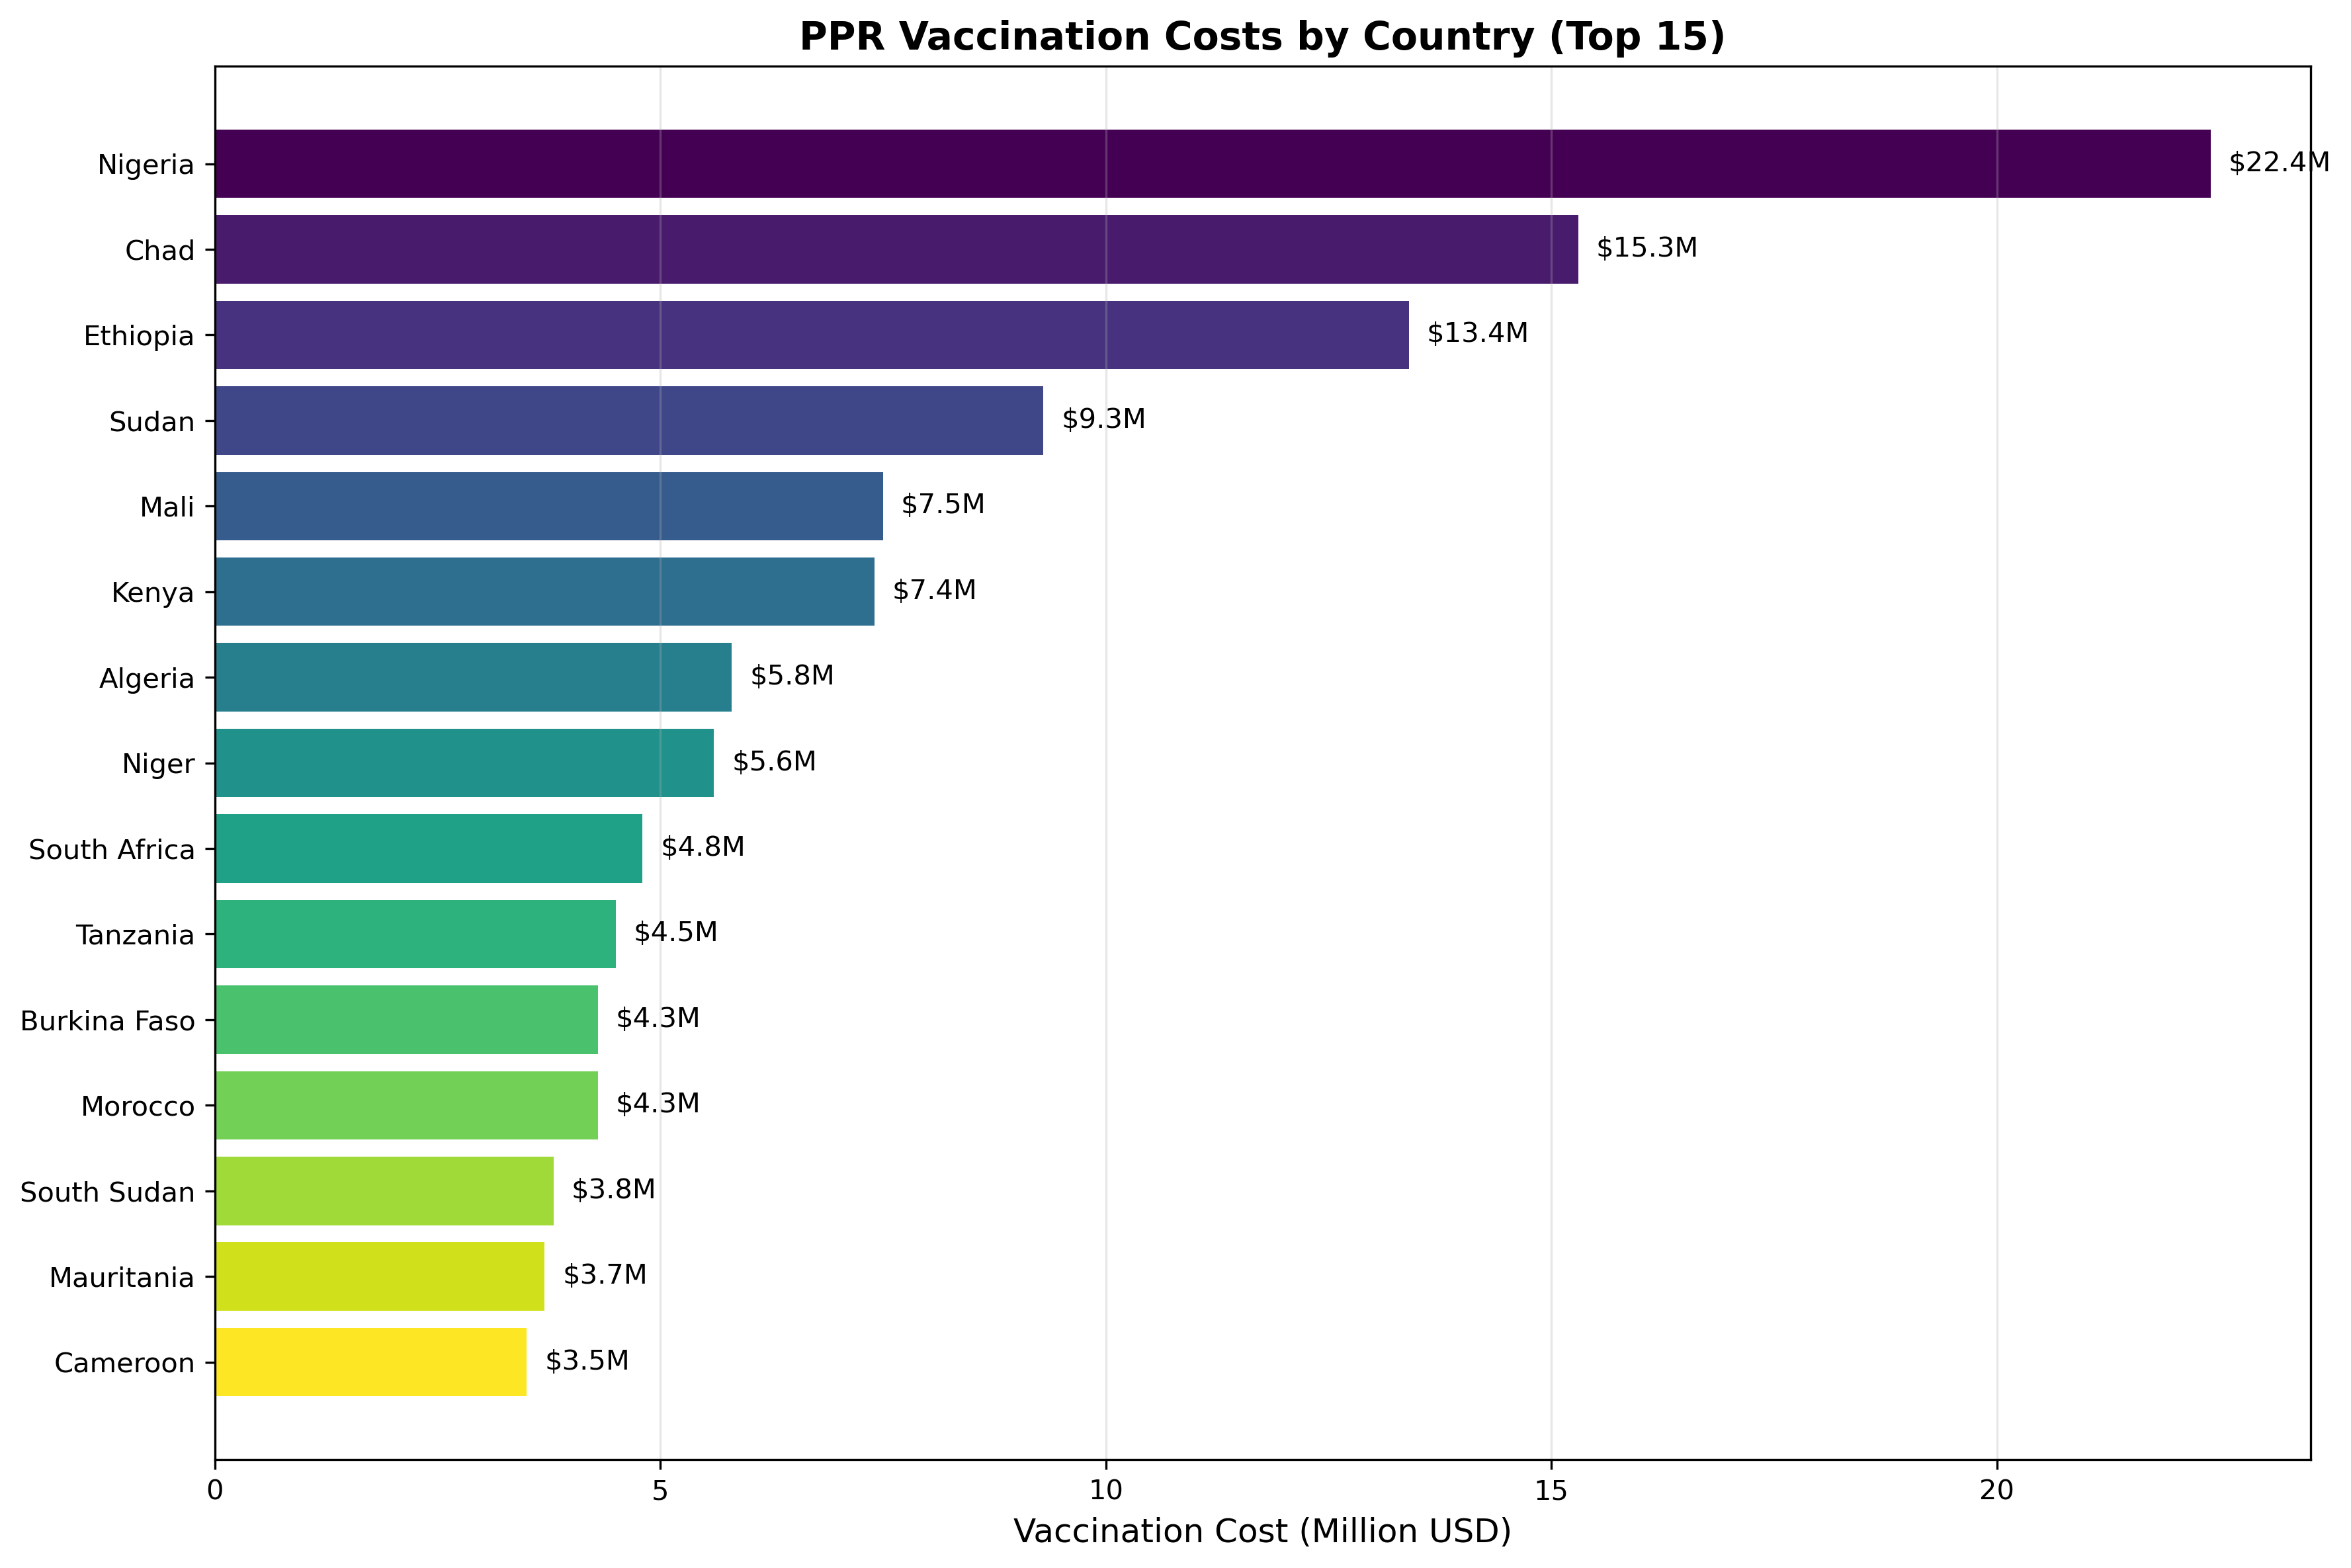 PPR Vaccination Costs by Country (Top 15)
Nigeria $22.4M
Chad $15.3M
Ethiopia $13.4M
Sudan $9.3M
Mali $7.5M
Kenya $7.4M
Algeria $5.8M
Niger $5.6M
South Africa $4.8M
Tanzania $4.5M
Burkina Faso $4.3M
Morocco $4.3M
South Sudan $3.8M
Mauritania $3.7M
Cameroon $3.5M
0 5 10 15 20
Vaccination Cost (Million USD)